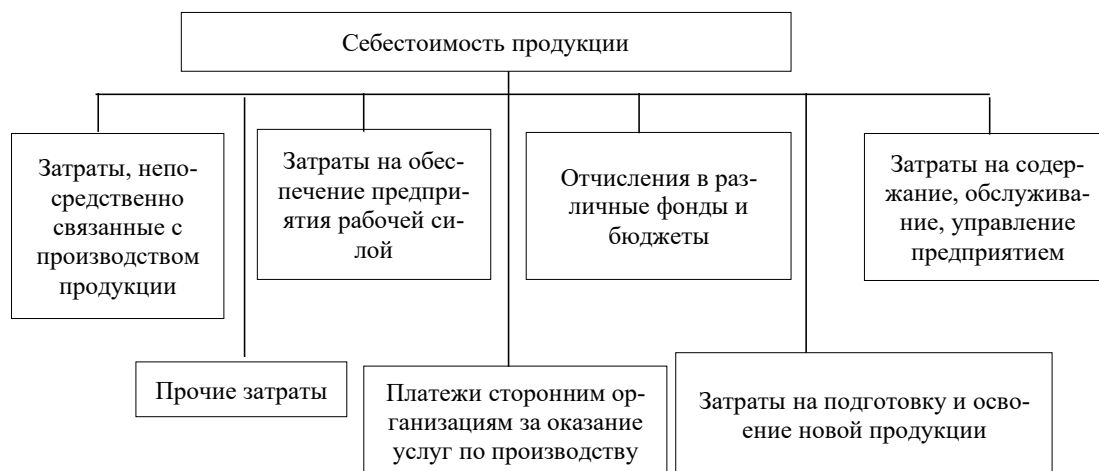 Себестоимость продукции
Затраты, непо-
средственно
связанные с
производством
продукции
Затраты на обес-
печение предпри-
ятия рабочей си-
лой
Отчисления в раз-
личные фонды и
бюджеты
Затраты на содер-
жание, обслужива-
ние, управление
предприятием
Прочие затраты
Платежи сторонним ор-
ганизациям за оказание
услуг по производству
Затраты на подготовку и осво-
ение новой продукции